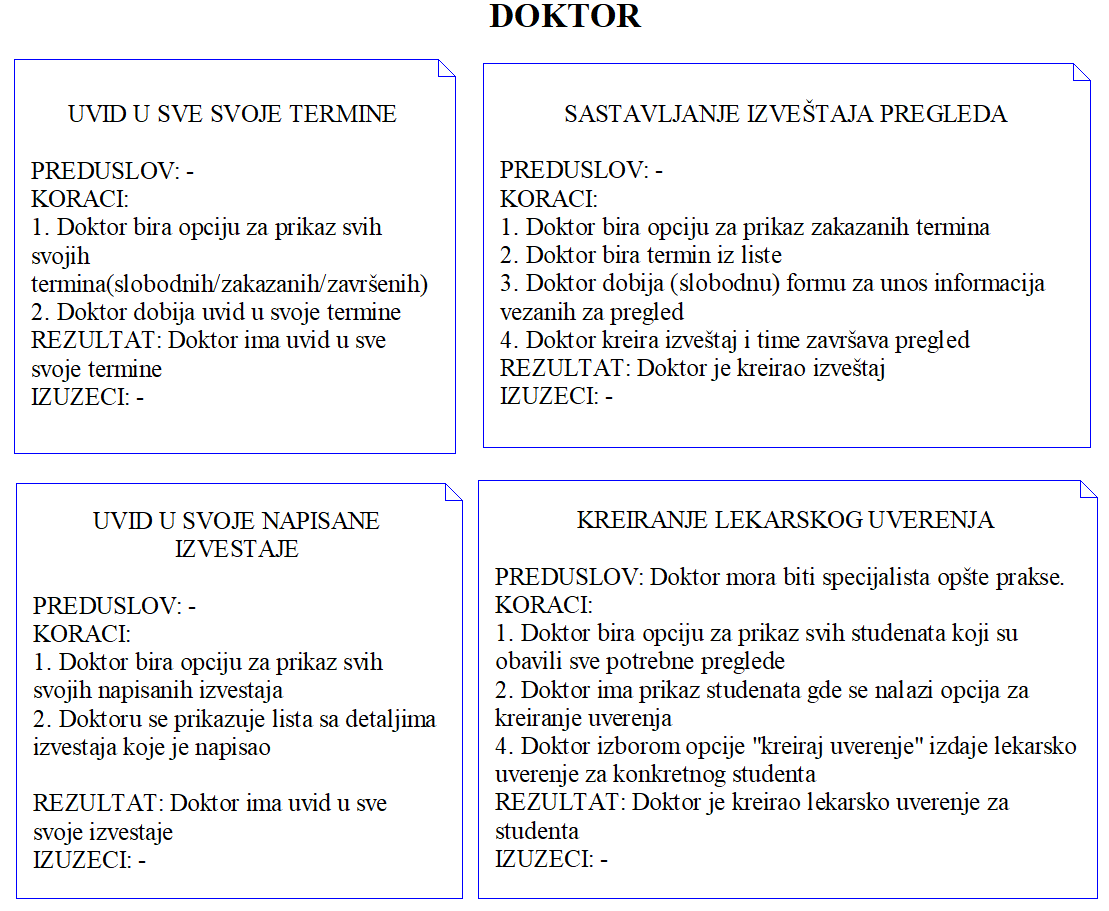 DOKTOR
UVID U SVE SVOJE TERMINE
PREDUSLOV: -
KORACI:
1. Doktor bira opciju za prikaz svih
svojih
termina(slobodnih/zakazanih/završenih)
2. Doktor dobija uvid u svoje termine
REZULTAT: Doktor ima uvid u sve
svoje termine
IZUZECI: -
SASTAVLJANJE IZVEŠTAJA PREGLEDA
PREDUSLOV: -
KORACI:
1. Doktor bira opciju za prikaz zakazanih termina
2. Doktor bira termin iz liste
3. Doktor dobija (slobodnu) formu za unos informacija
vezanih za pregled
4. Doktor kreira izveštaj i time završava pregled
REZULTAT: Doktor je kreirao izveštaj
IZUZECI: -
UVID U SVOJE NAPISANE
IZVESTAJE
PREDUSLOV: -
KORACI:
1. Doktor bira opciju za prikaz svih
svojih napisanih izvestaja
2. Doktoru se prikazuje lista sa detaljima
izvestaja koje je napisao
REZULTAT: Doktor ima uvid u sve
svoje izvestaje
IZUZECI: -
KREIRANJE LEKARSKOG UVERENJA
PREDUSLOV: Doktor mora biti specijalista opšte prakse.
KORACI:
1. Doktor bira opciju za prikaz svih studenata koji su
obavili sve potrebne preglede
2. Doktor ima prikaz studenata gde se nalazi opcija za
kreiranje uverenja
4. Doktor izborom opcije "kreiraj uverenje" izdaje lekarsko
uverenje za konkretnog studenta
REZULTAT: Doktor je kreirao lekarsko uverenje za
studenta
IZUZECI: -